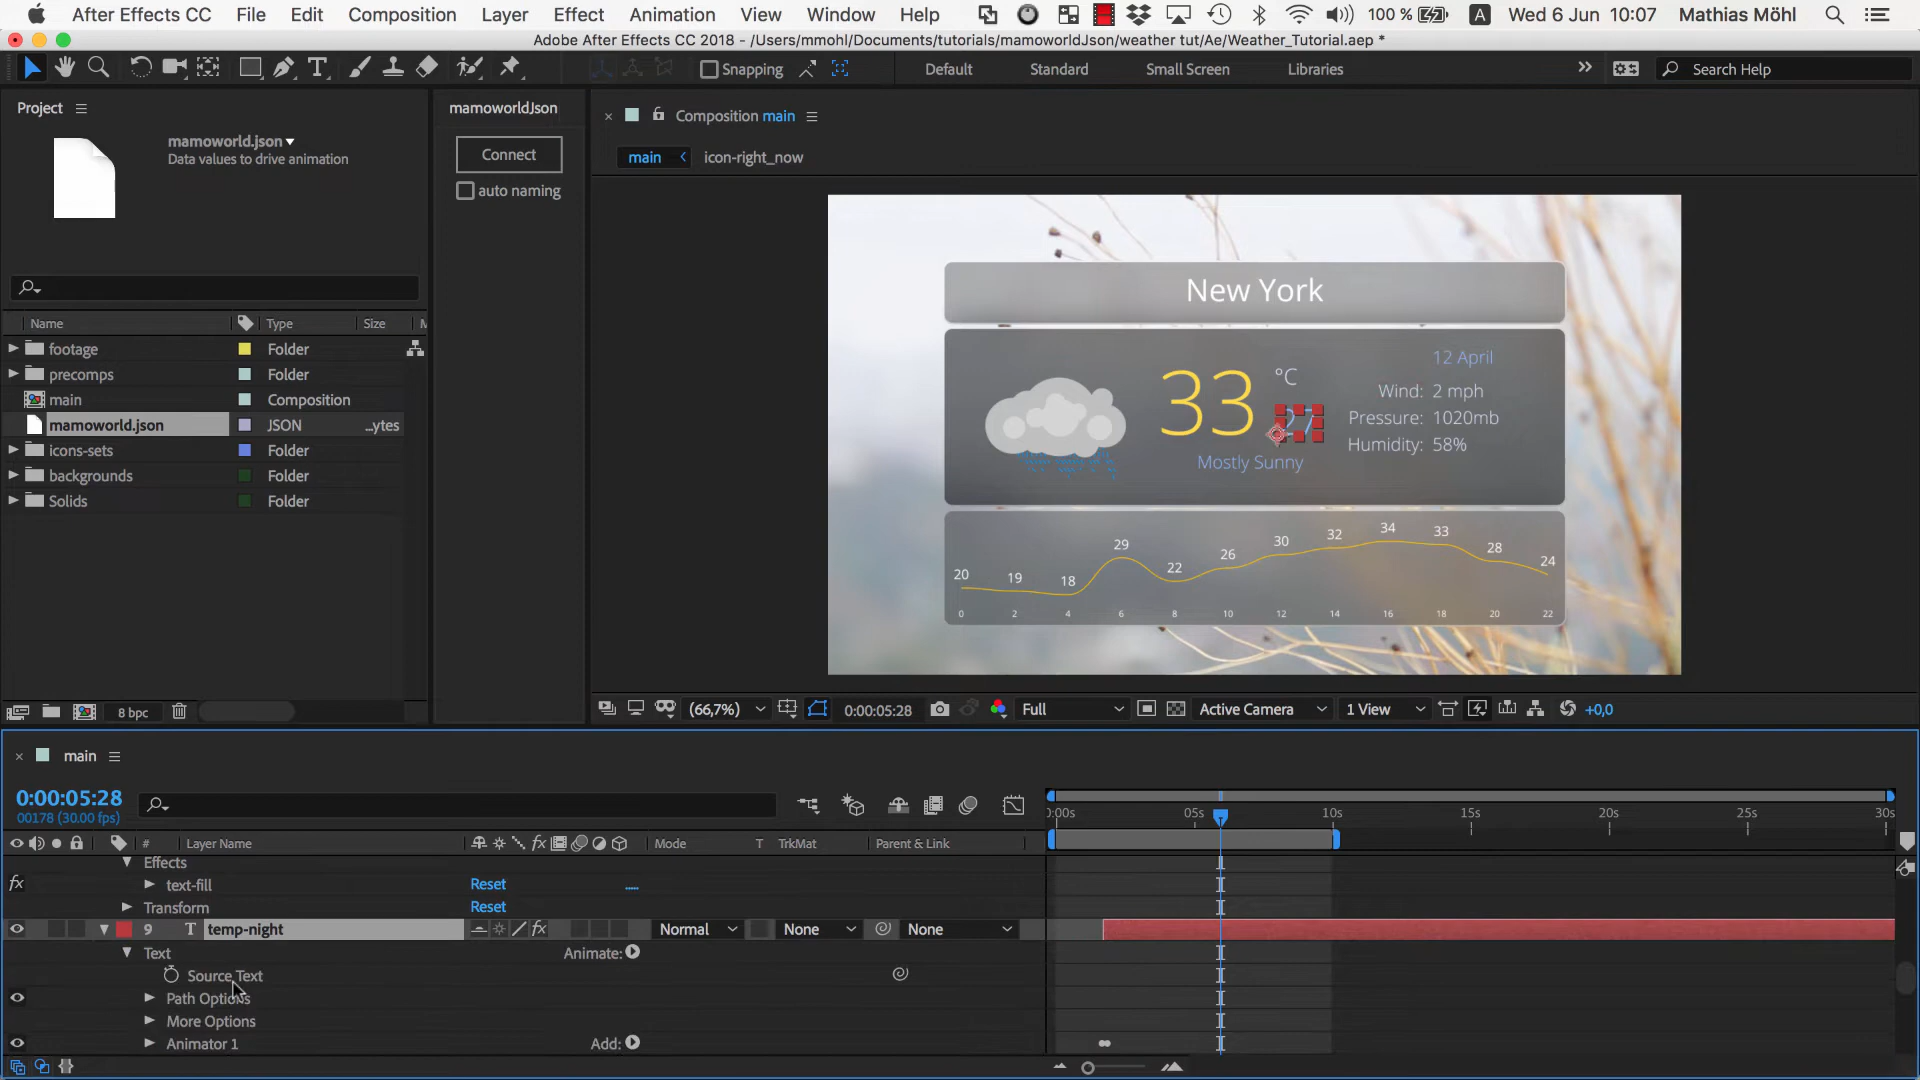 After Effects CC File Edit Composition Layer Effect Animation View Window Help 100 % A Wed 6 Jun 10:07 Mathias Möhl
Adobe After Effects CC 2018 - /Users/mmohl/Documents/tutorials/mamoworldJson/weather tut/Ae/Weather_Tutorial.aep *
Snapping Default Standard Small Screen Libraries Search Help
Project
mamoworld.json
Data values to drive animation
Name Type Size
footage Folder
precomps Folder
main Composition
mamoworld.json JSON ...ytes
icons-sets Folder
backgrounds Folder
Solids Folder
8 bpc
mamoworldJson
Connect
auto naming
Composition main
main icon-right_now
New York
12 April
33 °C
27
Mostly Sunny
Wind: 2 mph
Pressure: 1020mb
Humidity: 58%
20 19 18 29 22 26 30 32 34 33 28 24
0 2 4 6 8 10 12 14 16 18 20 22
(66,7%) 0:00:05:28 Full Active Camera 1 View +0,0
main
0:00:05:28
00178 (30.00 fps)
0:00s 05s 10s 15s 20s 25s 30s
# Layer Name fx Mode T TrkMat Parent & Link
Effects
fx text-fill Reset .....
Transform Reset
9 T temp-night fx Normal None None
Text Animate:
Source Text
Path Options
More Options
Animator 1 Add: